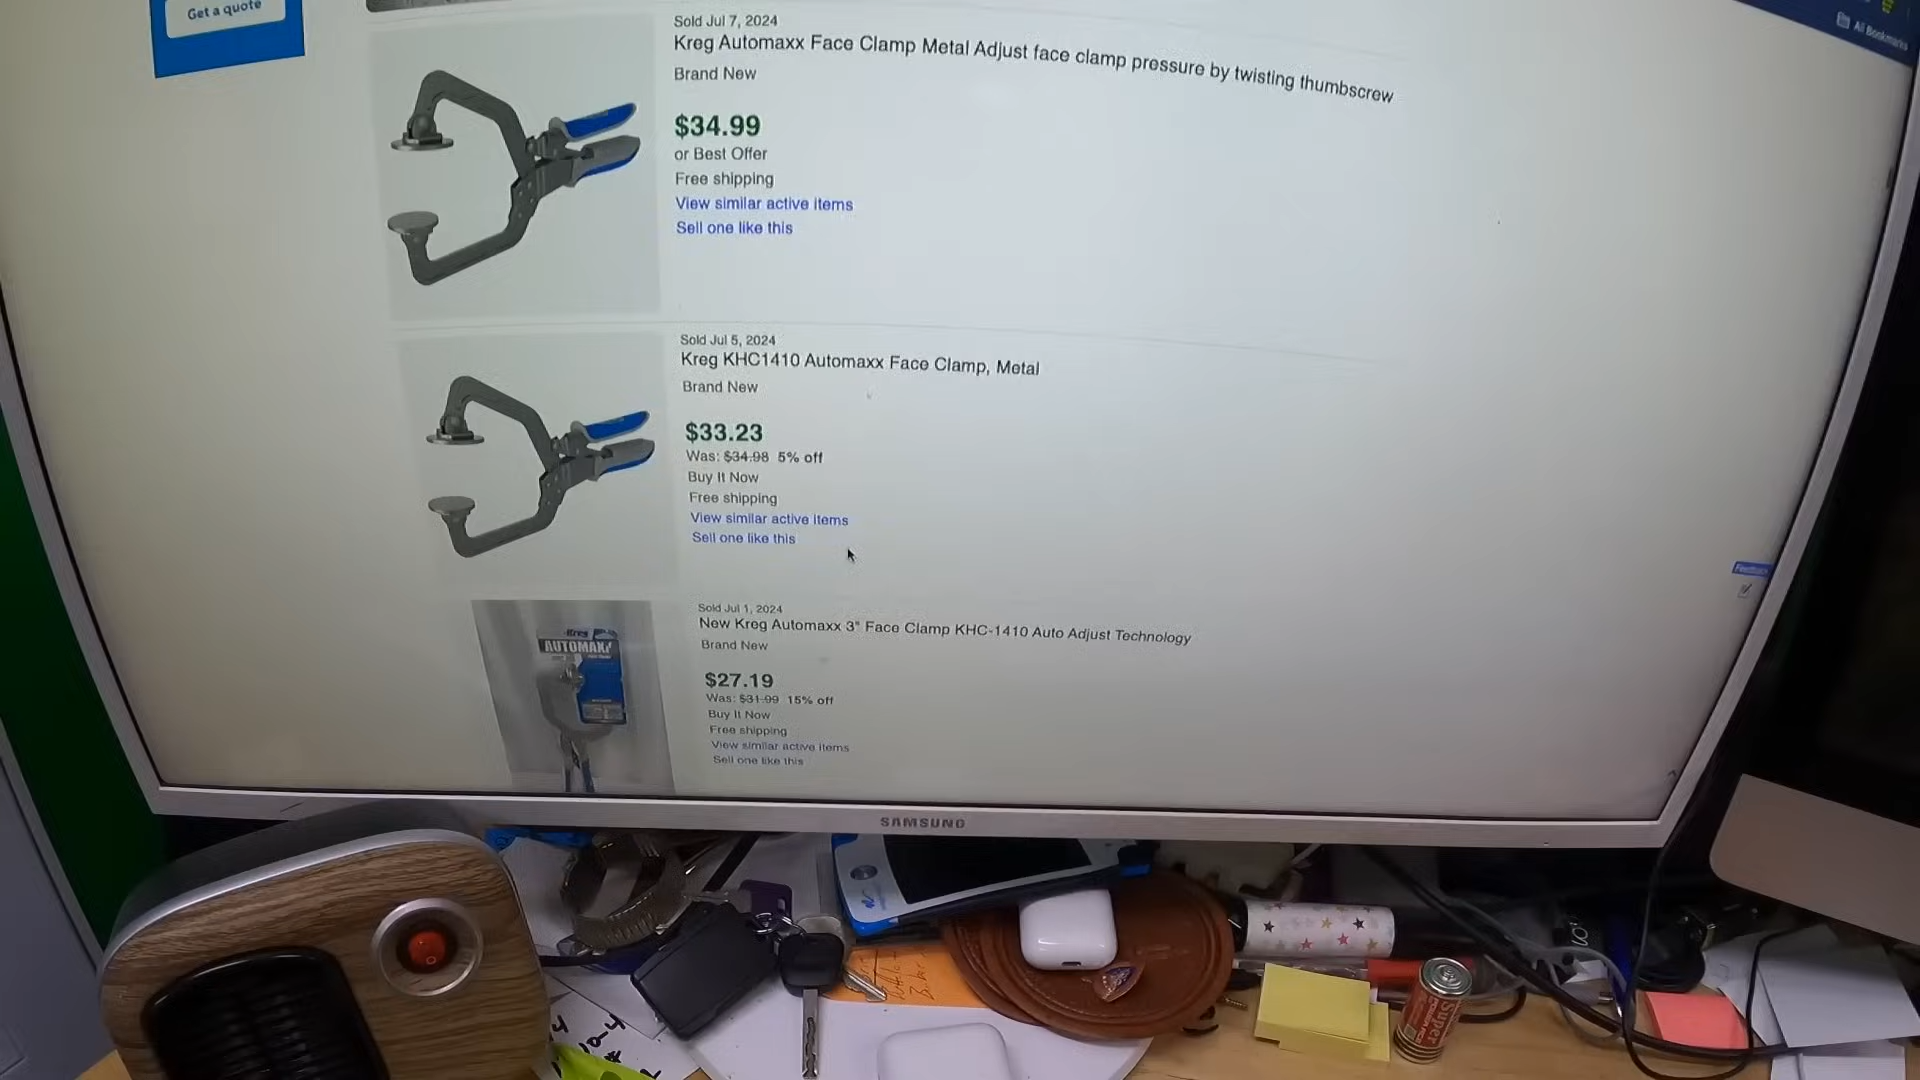 Get a quote
All Bookmarks
Sold Jul 7, 2024
Kreg Automaxx Face Clamp Metal Adjust face clamp pressure by twisting thumbscrew
Brand New
$34.99
or Best Offer
Free shipping
View similar active items
Sell one like this
Sold Jul 5, 2024
Kreg KHC1410 Automaxx Face Clamp, Metal
Brand New
$33.23
Was: $34.98 5% off
Buy It Now
Free shipping
View similar active items
Sell one like this
Feedback
Sold Jul 1, 2024
New Kreg Automaxx 3" Face Clamp KHC-1410 Auto Adjust Technology
Brand New
$27.19
Was: $31.99 15% off
Buy It Now
Free shipping
View similar active items
Sell one like this
Kreg
AUTOMAXX
SAMSUNG
Super